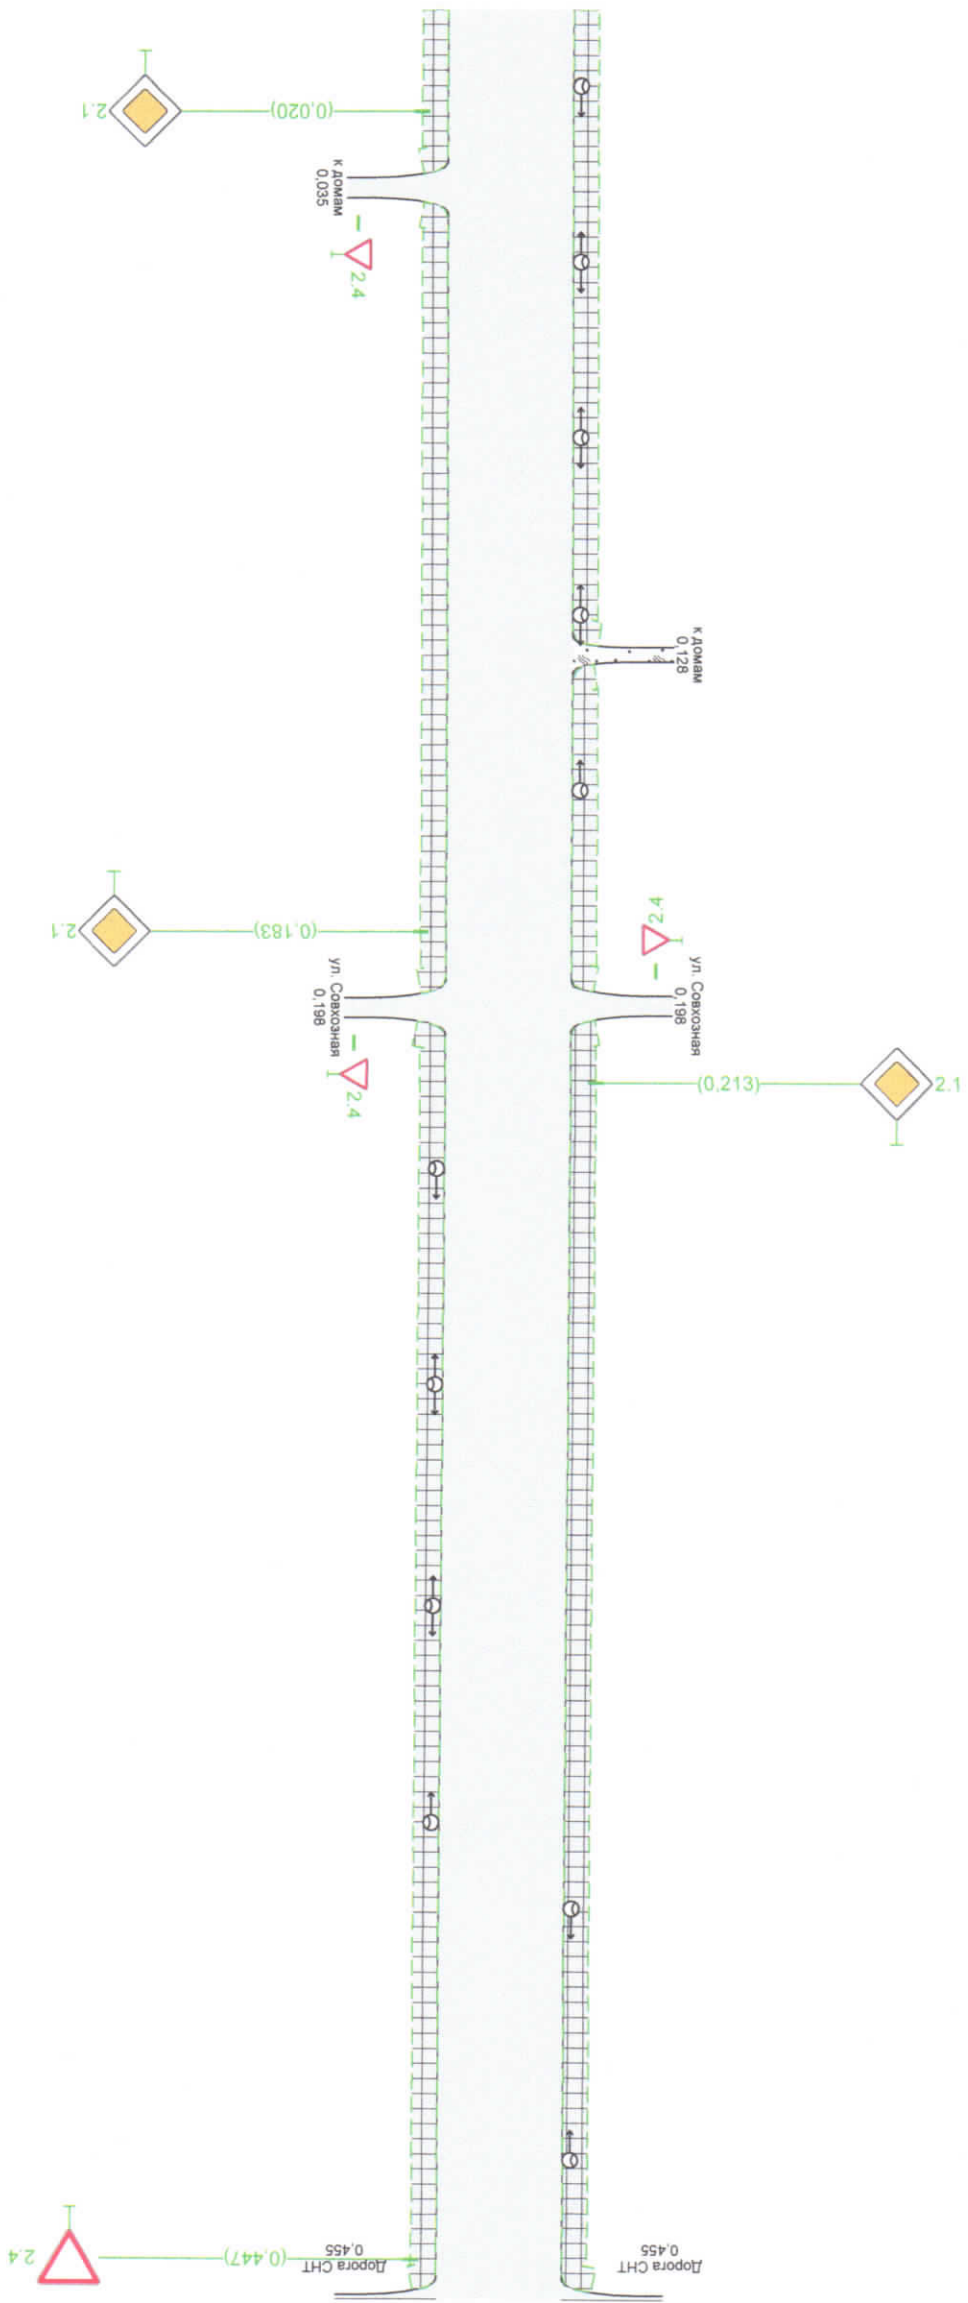 2.1
(0,020)
к домам
0,035
2.4
к домам
0,128
2.1
(0,183)
2.4
ул. Совхозная
0,198
ул. Совхозная
0,198
2.4
(0,213)
2.1
2.4
(0,447)
Дорога СНТ
0,455
Дорога СНТ
0,455